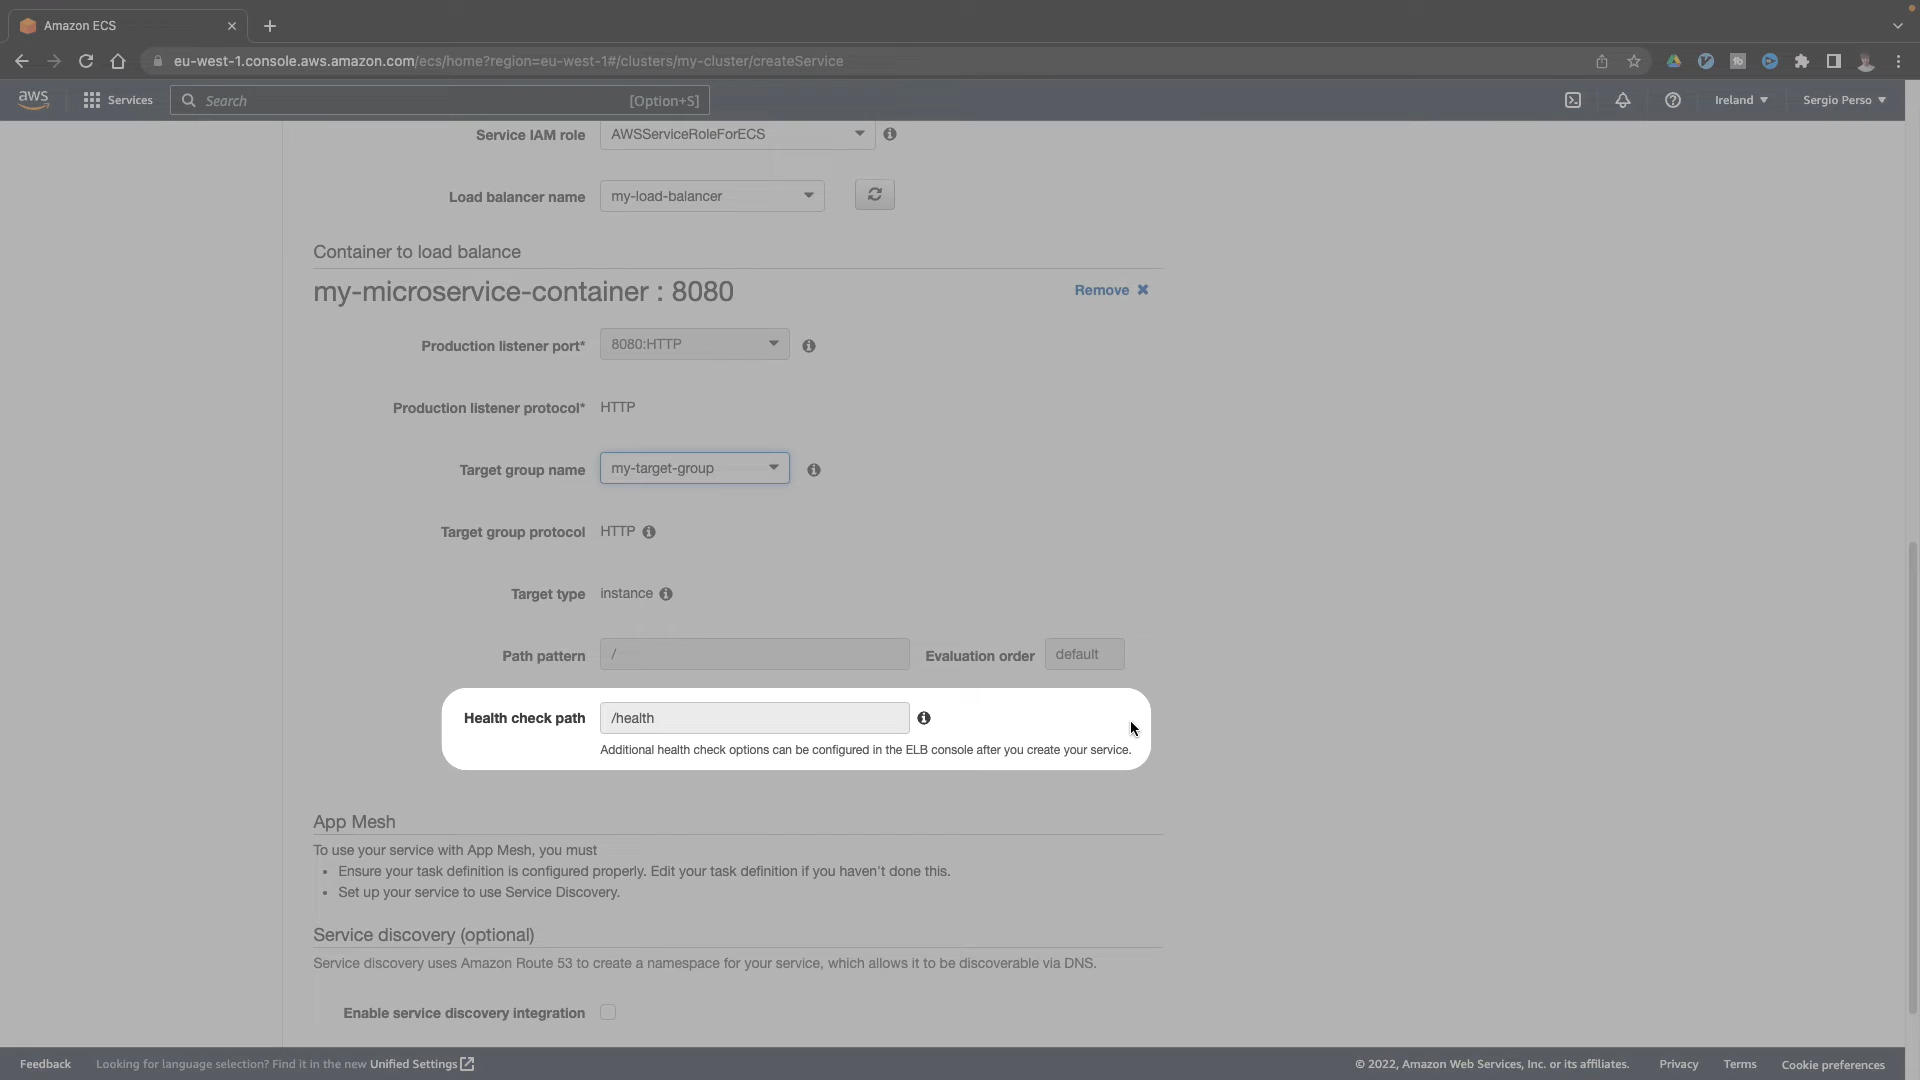 Amazon ECS
eu-west-1.console.aws.amazon.com/ecs/home?region=eu-west-1#/clusters/my-cluster/createService
aws
Services
Search
[Option+S]
Ireland
Sergio Perso
Service IAM role
AWSServiceRoleForECS
Load balancer name
my-load-balancer
Container to load balance
my-microservice-container : 8080
Remove
Production listener port*
8080:HTTP
Production listener protocol*
HTTP
Target group name
my-target-group
Target group protocol
HTTP
Target type
instance
Path pattern
/
Evaluation order
default
Health check path
/health
Additional health check options can be configured in the ELB console after you create your service.
App Mesh
To use your service with App Mesh, you must
• Ensure your task definition is configured properly. Edit your task definition if you haven't done this.
• Set up your service to use Service Discovery.
Service discovery (optional)
Service discovery uses Amazon Route 53 to create a namespace for your service, which allows it to be discoverable via DNS.
Enable service discovery integration
Feedback
Looking for language selection? Find it in the new Unified Settings
© 2022, Amazon Web Services, Inc. or its affiliates.
Privacy
Terms
Cookie preferences